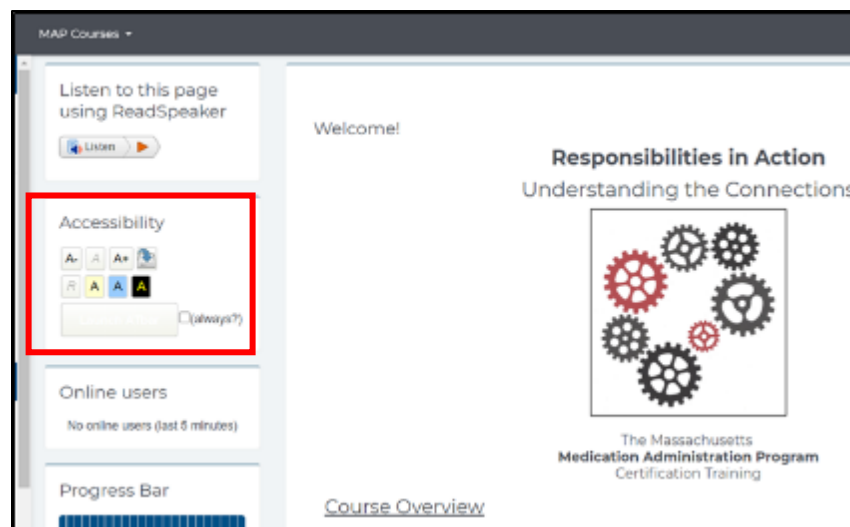 MAP Courses
Listen to this page
using ReadSpeaker
Listen
Accessibility
A- A A+
R A A A
(always?)
Online users
No online users (last 5 minutes)
Progress Bar
Welcome!
Responsibilities in Action
Understanding the Connections
The Massachusetts
Medication Administration Program
Certification Training
Course Overview